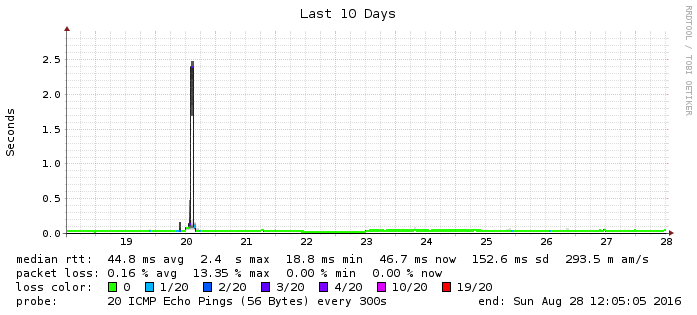 Last 10 Days
RRDTOOL / TOBI OETIKER
Seconds
2.5
2.0
1.5
1.0
0.5
0.0
19 20 21 22 23 24 25 26 27 28
median rtt: 44.8 ms avg 2.4 s max 18.8 ms min 46.7 ms now 152.6 ms sd 293.5 m am/s
packet loss: 0.16 % avg 13.35 % max 0.00 % min 0.00 % now
loss color: 0 1/20 2/20 3/20 4/20 10/20 19/20
probe: 20 ICMP Echo Pings (56 Bytes) every 300s end: Sun Aug 28 12:05:05 2016